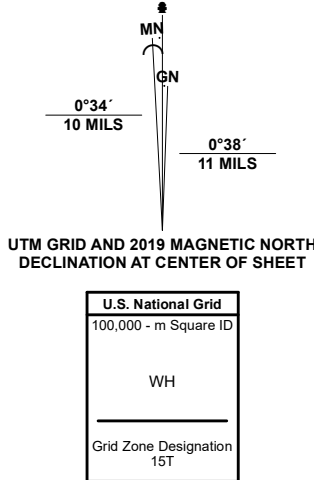 MN
GN
0°34´
10 MILS
0°38´
11 MILS
UTM GRID AND 2019 MAGNETIC NORTH
DECLINATION AT CENTER OF SHEET
U.S. National Grid
100,000 - m Square ID
WH
Grid Zone Designation
15T